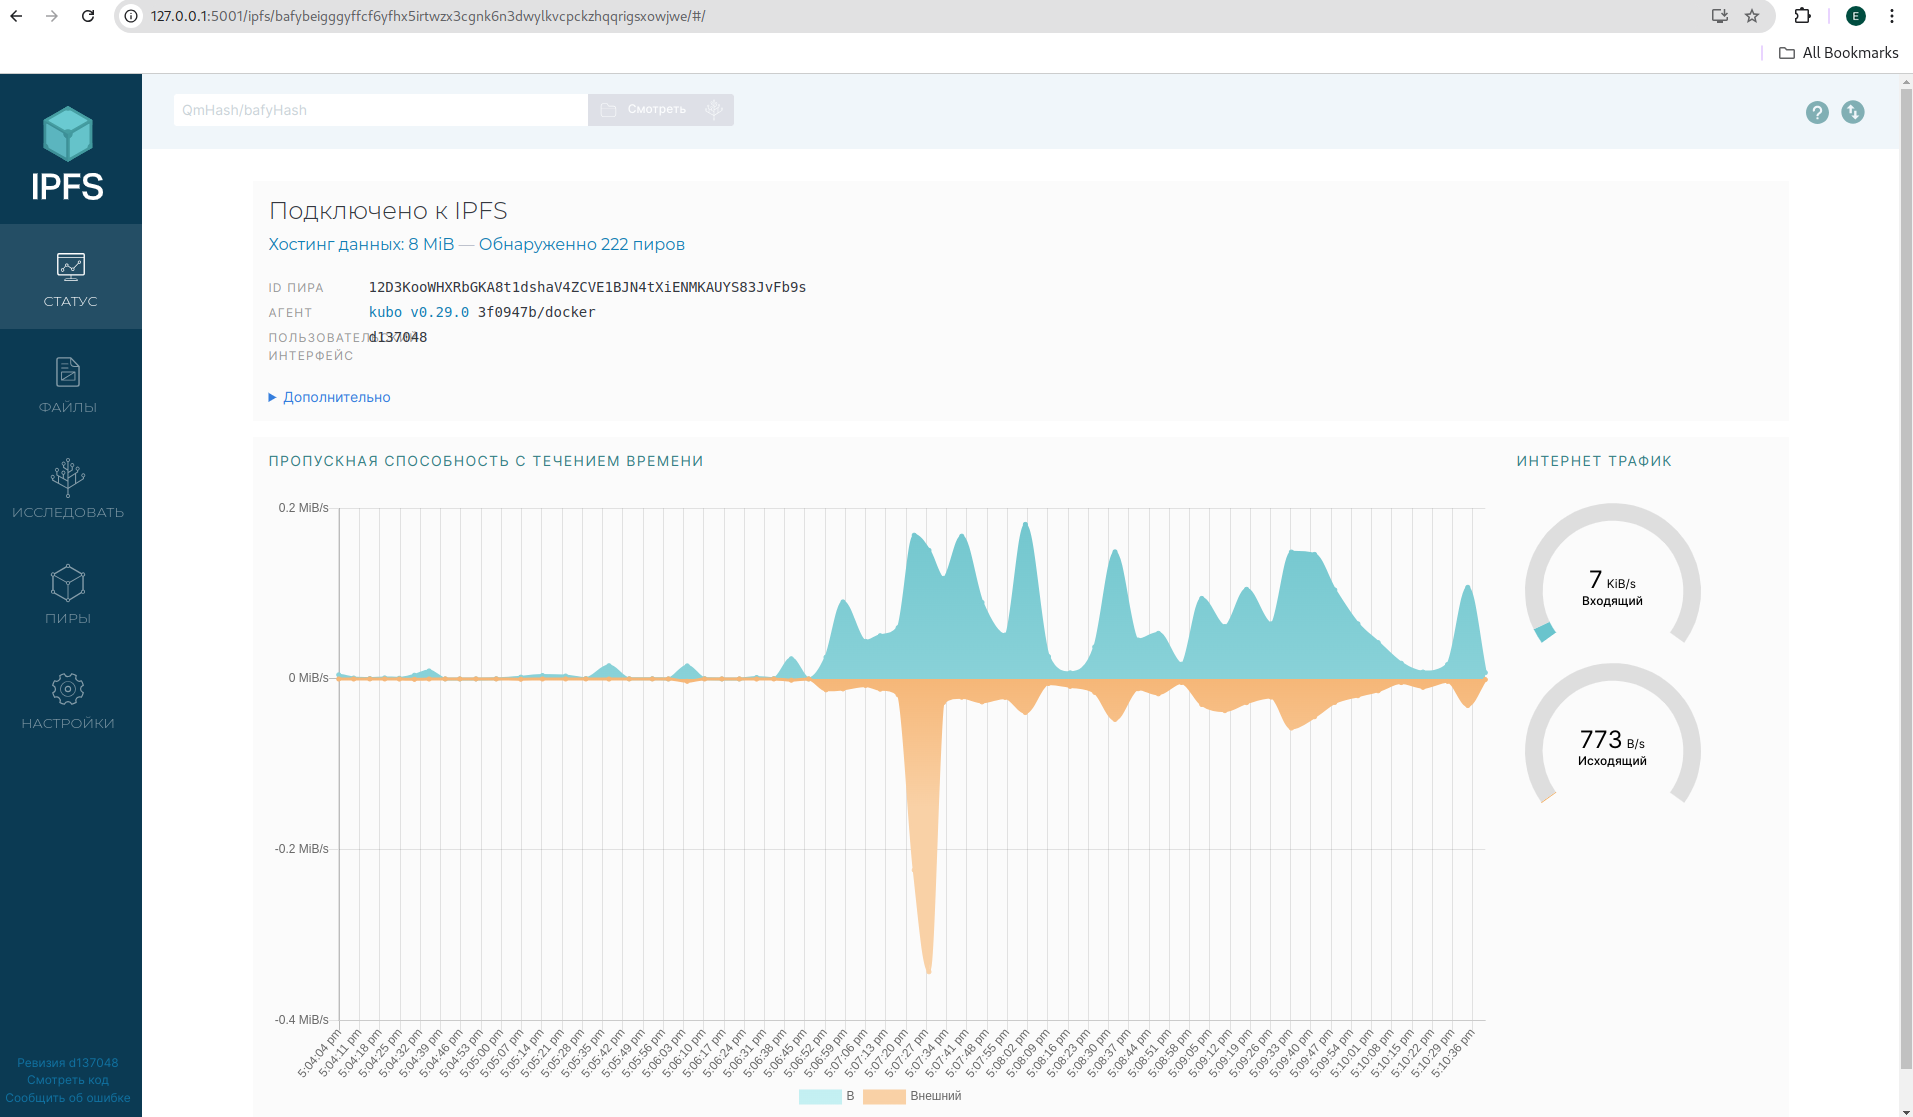 127.0.0.1:5001/ipfs/bafybeigggyffcf6yfhx5irtwzx3cgnk6n3dwylkvcpckzhqqrigsxowjwe/#/
E
All Bookmarks
QmHash/bafyHash
Смотреть
IPFS
СТАТУС
ФАЙЛЫ
ИССЛЕДОВАТЬ
ПИРЫ
НАСТРОЙКИ
Ревизия d137048
Смотреть код
Сообщить об ошибке
Подключено к IPFS
Хостинг данных: 8 MiB — Обнаруженно 222 пиров
ID ПИРА 12D3KooWHXRbGKA8t1dshaV4ZCVE1BJN4tXiENMKAUYS83JvFb9s
АГЕНТ kubo v0.29.0 3f0947b/docker
ПОЛЬЗОВАТЕЛЬСКИЙ d137048
ИНТЕРФЕЙС
Дополнительно
ПРОПУСКНАЯ СПОСОБНОСТЬ С ТЕЧЕНИЕМ ВРЕМЕНИ
0.2 MiB/s
0 MiB/s
-0.2 MiB/s
-0.4 MiB/s
5:04:04 pm
5:04:11 pm
5:04:18 pm
5:04:25 pm
5:04:32 pm
5:04:39 pm
5:04:46 pm
5:04:53 pm
5:05:00 pm
5:05:07 pm
5:05:14 pm
5:05:21 pm
5:05:28 pm
5:05:35 pm
5:05:42 pm
5:05:49 pm
5:05:56 pm
5:06:03 pm
5:06:10 pm
5:06:17 pm
5:06:24 pm
5:06:31 pm
5:06:38 pm
5:06:45 pm
5:06:52 pm
5:06:59 pm
5:07:06 pm
5:07:13 pm
5:07:20 pm
5:07:27 pm
5:07:34 pm
5:07:41 pm
5:07:48 pm
5:07:55 pm
5:08:02 pm
5:08:09 pm
5:08:16 pm
5:08:23 pm
5:08:30 pm
5:08:37 pm
5:08:44 pm
5:08:51 pm
5:08:58 pm
5:09:05 pm
5:09:12 pm
5:09:19 pm
5:09:26 pm
5:09:33 pm
5:09:40 pm
5:09:47 pm
5:09:54 pm
5:10:01 pm
5:10:08 pm
5:10:15 pm
5:10:22 pm
5:10:29 pm
5:10:36 pm
В
Внешний
ИНТЕРНЕТ ТРАФИК
7 KiB/s
Входящий
773 B/s
Исходящий